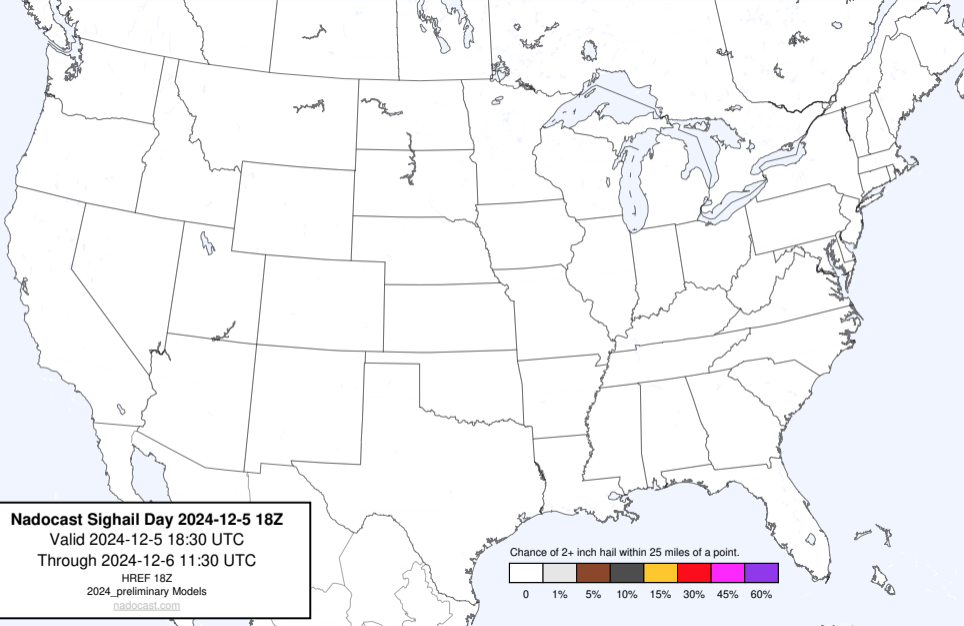 Nadocast Sighail Day 2024-12-5 18Z
Valid 2024-12-5 18:30 UTC
Through 2024-12-6 11:30 UTC
HREF 18Z
2024_preliminary Models
nadocast.com
Chance of 2+ inch hail within 25 miles of a point.
0 1% 5% 10% 15% 30% 45% 60%